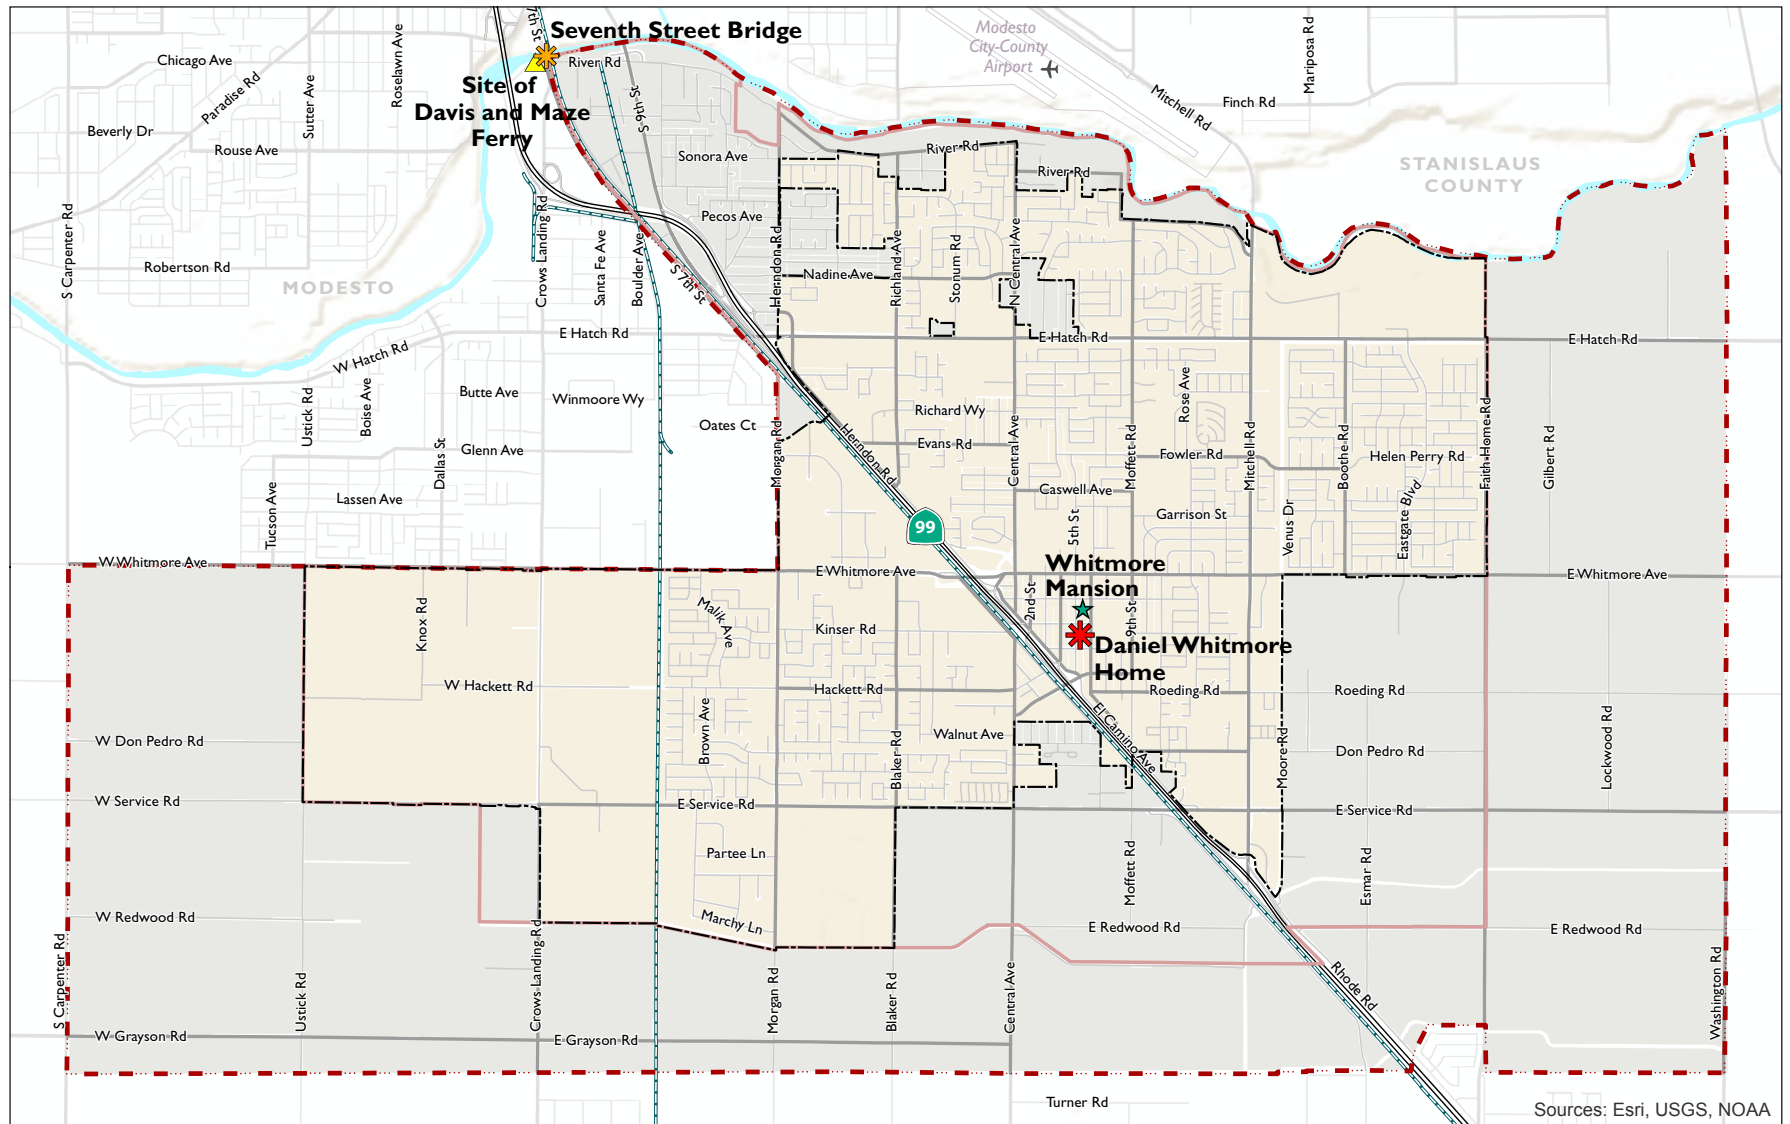 7th St
Seventh Street Bridge
River Rd
Site of
Davis and Maze
Ferry
Chicago Ave
Paradise Rd
Roselawn Ave
Sutter Ave
Beverly Dr
Rouse Ave
S 9th St
Sonora Ave
Pecos Ave
Modesto
City-County
Airport
Mitchell Rd
Finch Rd
Mariposa Rd
STANISLAUS
COUNTY
River Rd
River Rd
S Carpenter Rd
Robertson Rd
MODESTO
Crows Landing Rd
Santa Fe Ave
Boulder Ave
S 7th St
Herndon Rd
Nadine Ave
Richland Ave
Stonum Rd
N Central Ave
E Hatch Rd
W Hatch Rd
E Hatch Rd
E Hatch Rd
Ustick Rd
Boise Ave
Butte Ave
Winmoore Wy
Oates Ct
Glenn Ave
Dallas St
Lassen Ave
Tucson Ave
Morgan Rd
Herndon Rd
Richard Wy
Evans Rd
Central Ave
Caswell Ave
5th St
Moffett Rd
Rose Ave
Fowler Rd
Garrison St
Mitchell Rd
Venus Dr
Boothe Rd
Helen Perry Rd
Eastgate Blvd
Faith Home Rd
Gilbert Rd
99
W Whitmore Ave
E Whitmore Ave
E Whitmore Ave
Whitmore
Mansion
2nd St
9th St
Daniel Whitmore
Home
Knox Rd
Malik Ave
Kinser Rd
W Hackett Rd
Hackett Rd
Roeding Rd
Roeding Rd
Brown Ave
Blaker Rd
Walnut Ave
El Camino Ave
Moore Rd
Don Pedro Rd
Lockwood Rd
W Don Pedro Rd
W Service Rd
E Service Rd
E Service Rd
Partee Ln
Marchy Ln
Moffett Rd
Esmar Rd
W Redwood Rd
E Redwood Rd
E Redwood Rd
S Carpenter Rd
Ustick Rd
Crows Landing Rd
Morgan Rd
Blaker Rd
Central Ave
Rhode Rd
Washington Rd
W Grayson Rd
E Grayson Rd
Turner Rd
Sources: Esri, USGS, NOAA